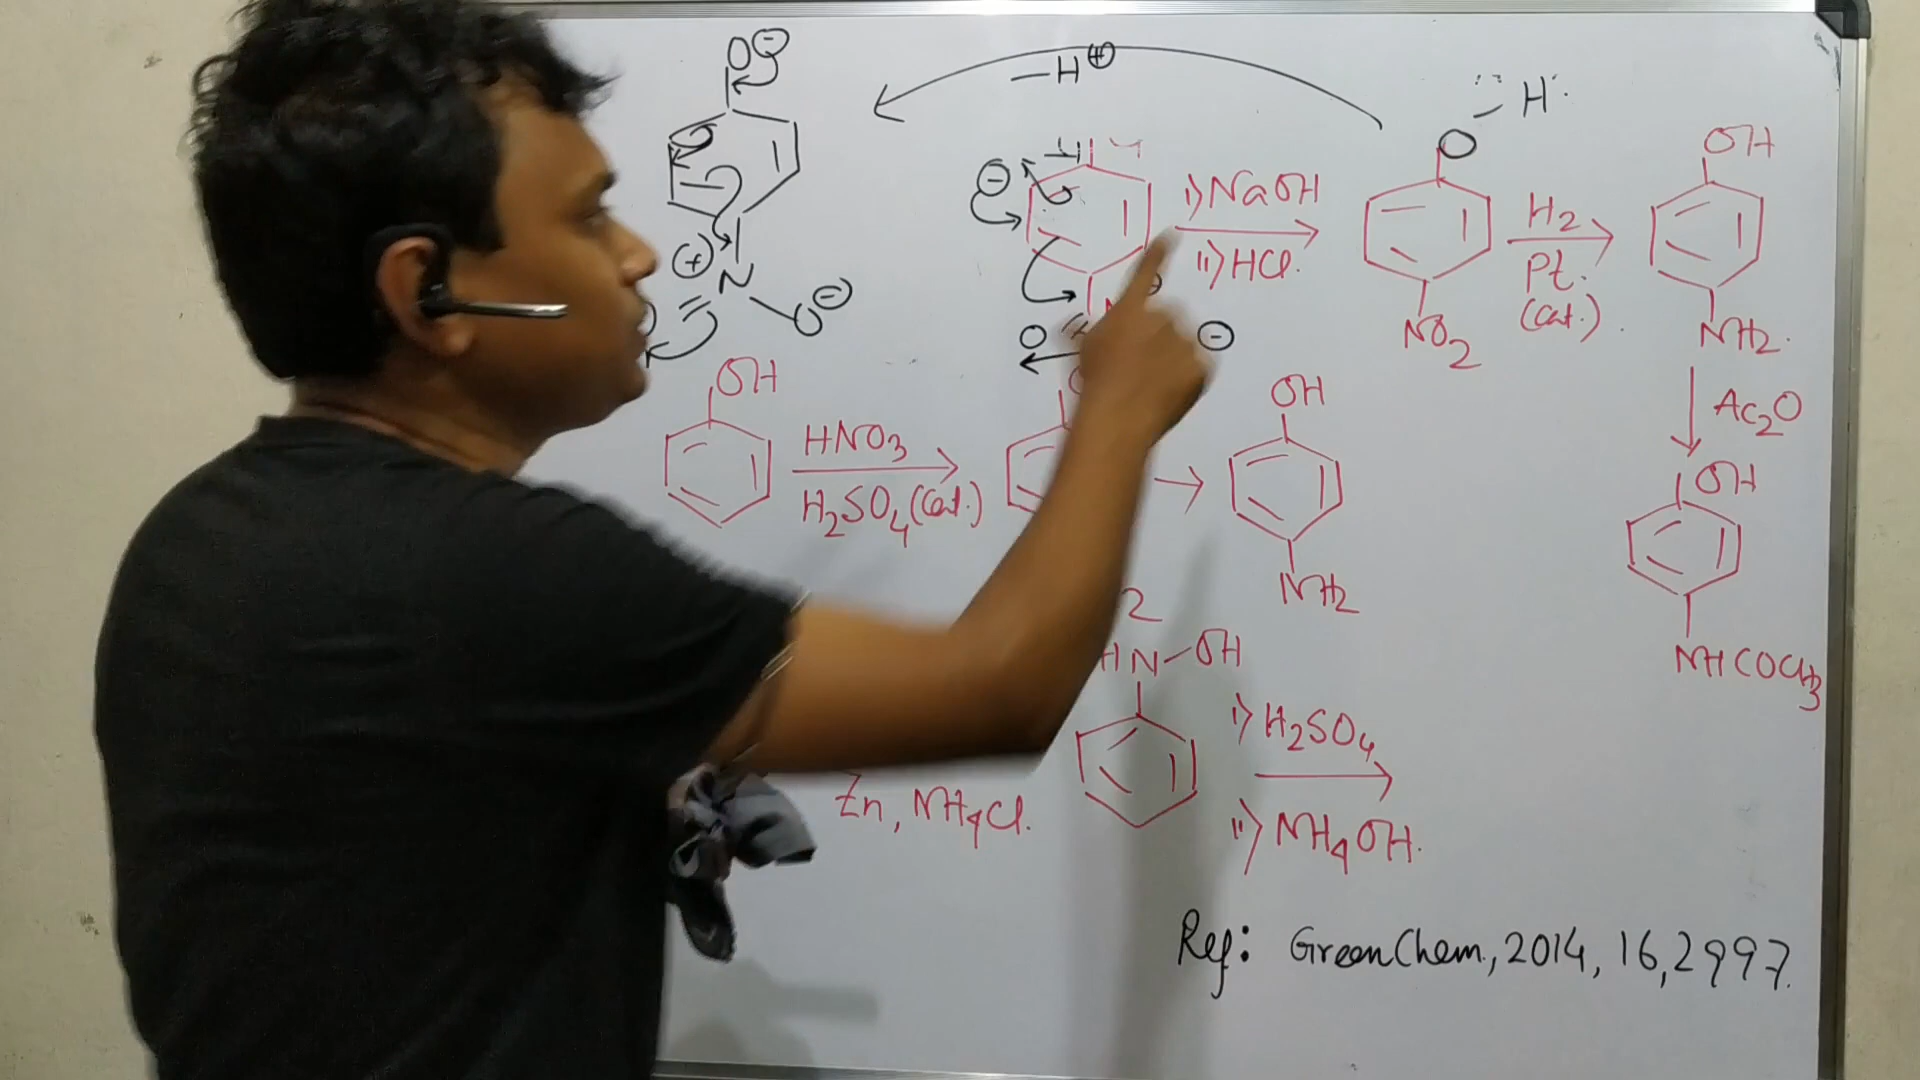 O⊖
–H⊕
H
O
OH
⊖
i) NaOH
ii) HCl.
H2
Pt.
(Cat.).
⊕
N
O⊖
O
⊖
NO2
NH2.
OH
HNO3
H2SO4 (Cat.)
OH
Ac2O
OH
NH2
NHCOCH3
2
HN–OH
i) H2SO4
ii) NH4OH.
Zn, NH4Cl.
Ref: Green Chem, 2014, 16, 2997.